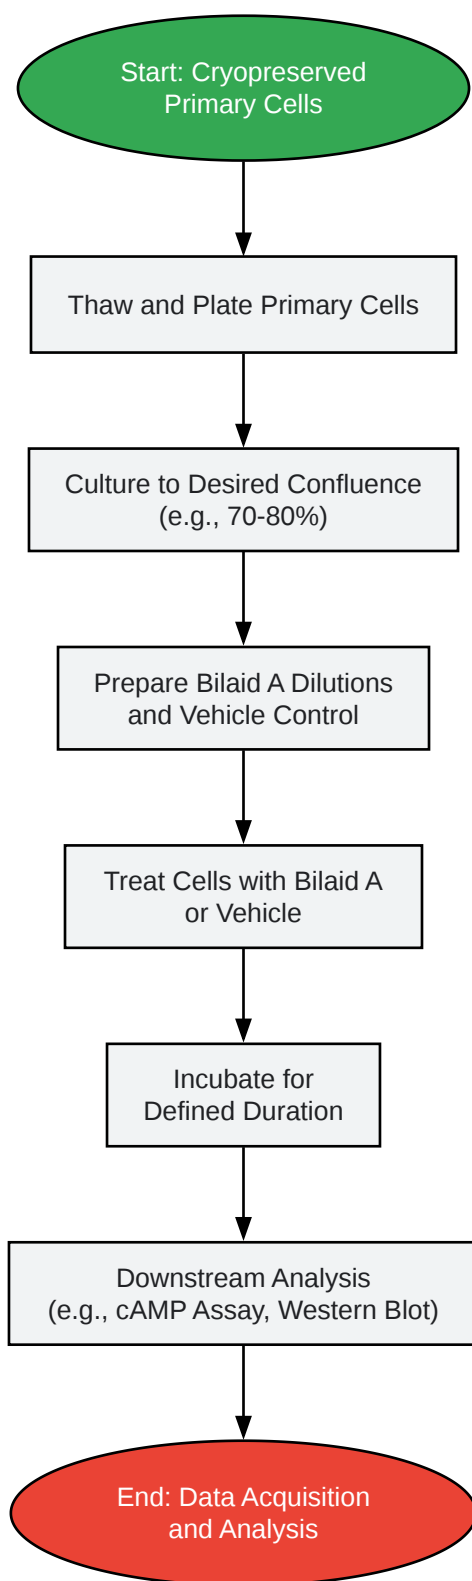 Start: Cryopreserved
Primary Cells
Thaw and Plate Primary Cells
Culture to Desired Confluence
(e.g., 70-80%)
Prepare Bilaid A Dilutions
and Vehicle Control
Treat Cells with Bilaid A
or Vehicle
Incubate for
Defined Duration
Downstream Analysis
(e.g., cAMP Assay, Western Blot)
End: Data Acquisition
and Analysis